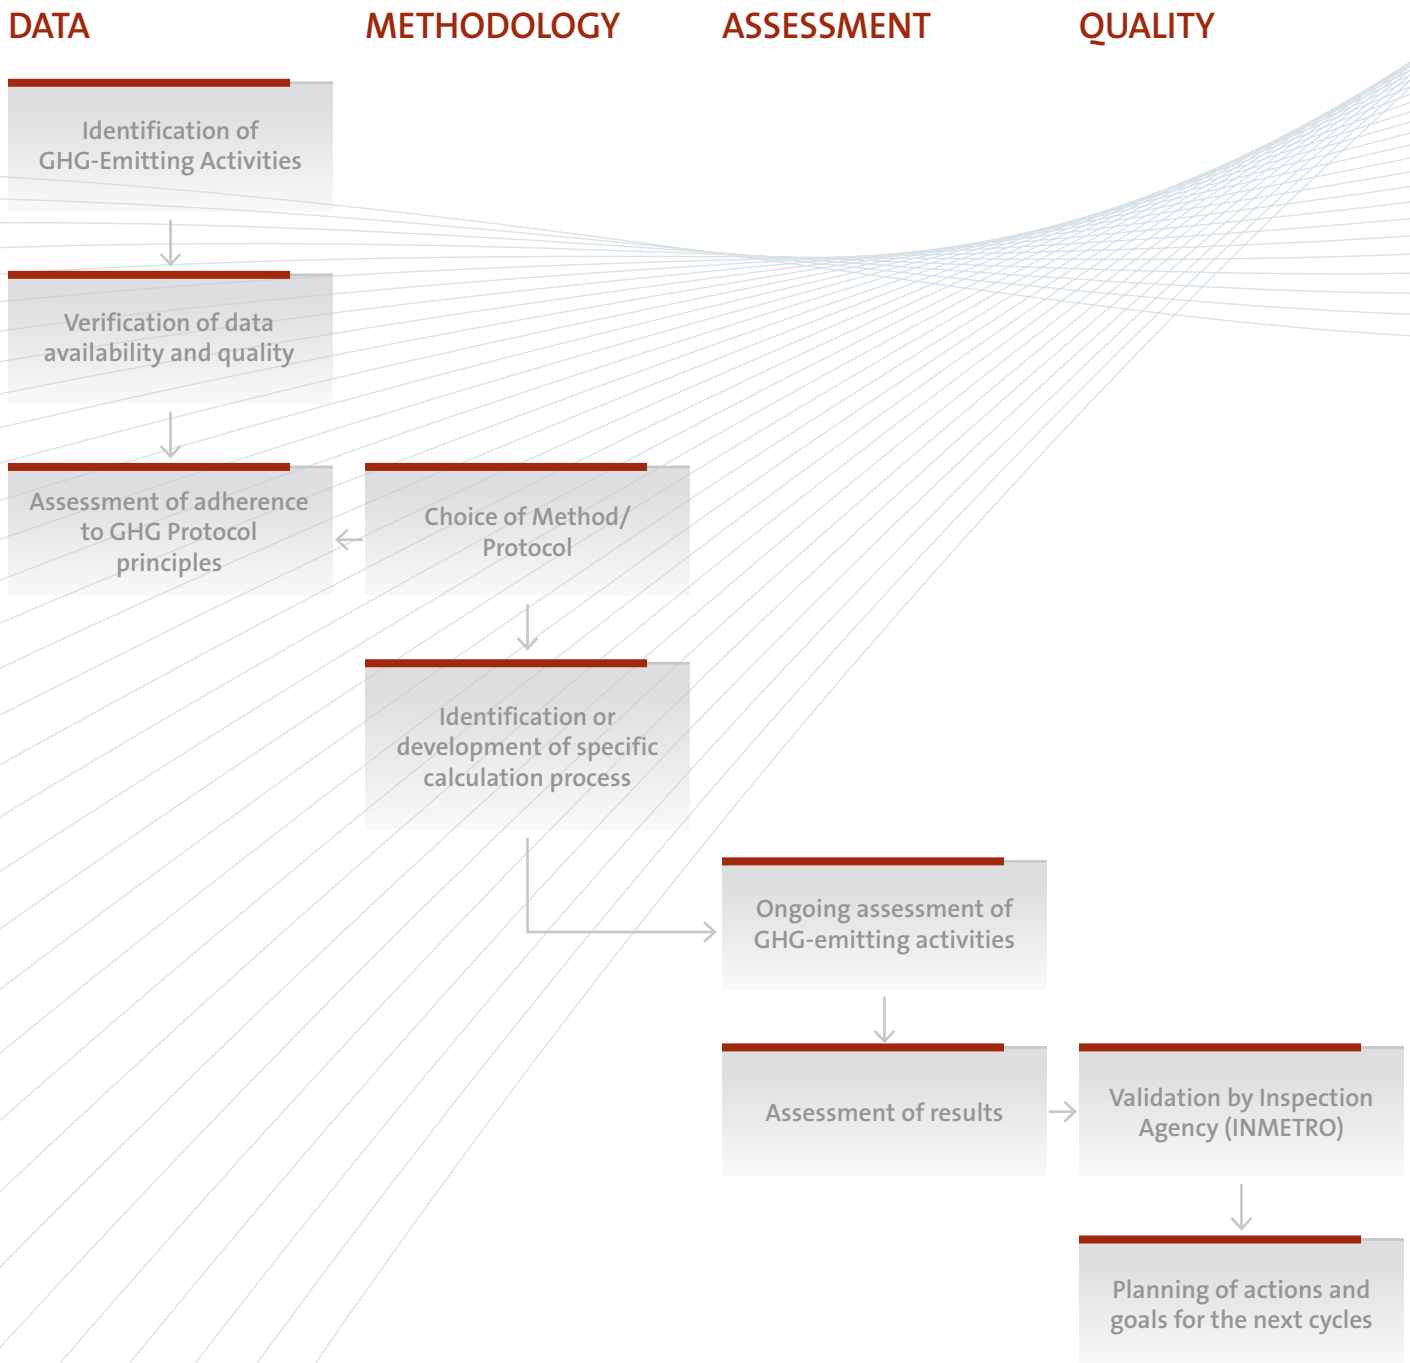 DATA
METHODOLOGY
ASSESSMENT
QUALITY
Identification of
GHG-Emitting Activities
Verification of data
availability and quality
Assessment of adherence
to GHG Protocol
principles
Choice of Method/
Protocol
Identification or
development of specific
calculation process
Ongoing assessment of
GHG-emitting activities
Assessment of results
Validation by Inspection
Agency (INMETRO)
Planning of actions and
goals for the next cycles